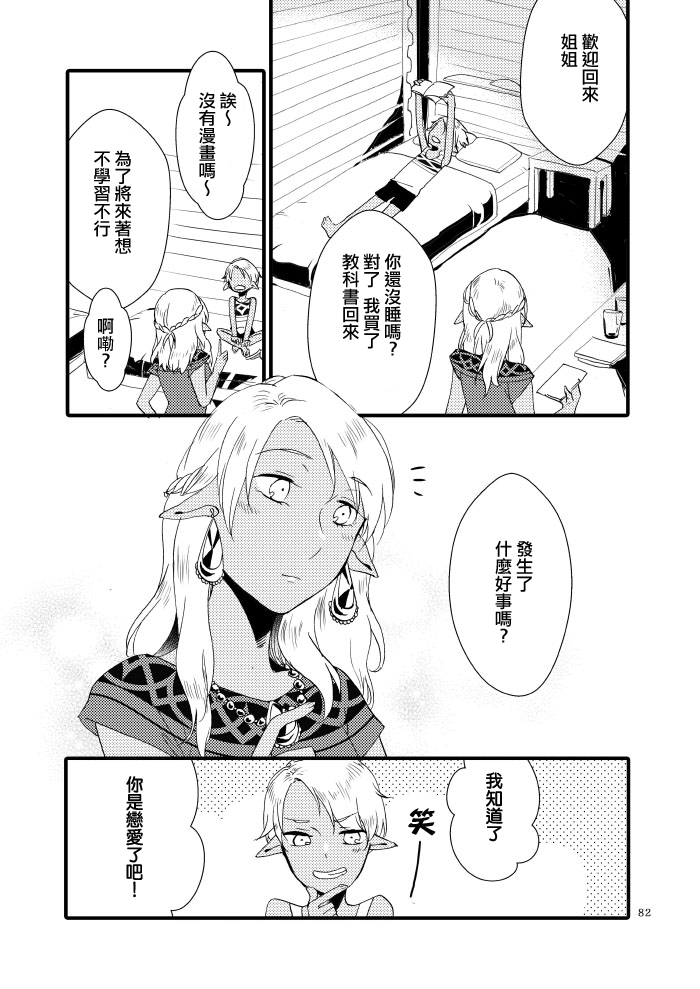 歡迎回來
姐姐
你還沒睡嗎?
對了 我買了
教科書回來
誒~
沒有漫畫嗎~
為了將來著想
不學習不行
啊嘞?
發生了
什麼好事嗎?
我知道了
笑
你是戀愛了吧!
82